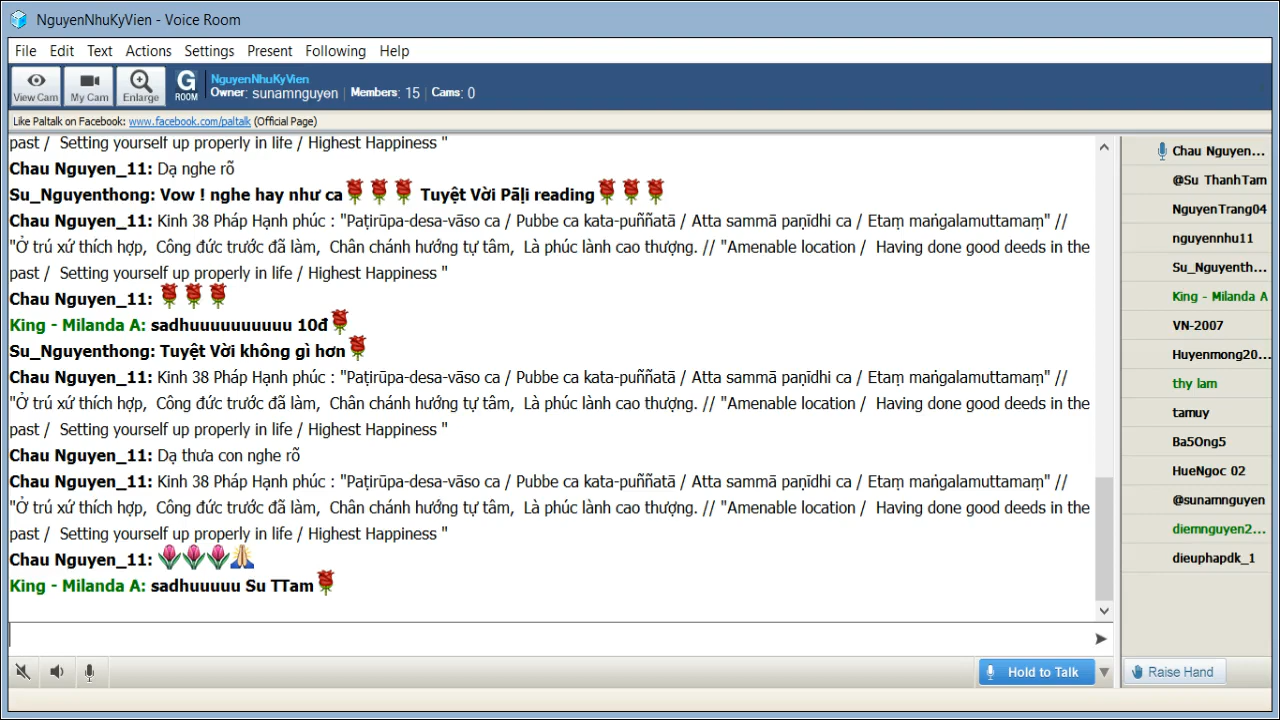 NguyenNhuKyVien - Voice Room
File Edit Text Actions Settings Present Following Help
View Cam My Cam Enlarge G ROOM
NguyenNhuKyVien
Owner: sunamnguyen Members: 15 Cams: 0
Like Paltalk on Facebook: www.facebook.com/paltalk (Official Page)
past / Setting yourself up properly in life / Highest Happiness "
Chau Nguyen_11: Dạ nghe rõ
Su_Nguyenthong: Vow ! nghe hay như ca🌹🌹🌹 Tuyệt Vời Pāḷi reading🌹🌹🌹
Chau Nguyen_11: Kinh 38 Pháp Hạnh phúc : "Paṭirūpa-desa-vāso ca / Pubbe ca kata-puññatā / Atta sammā paṇīdhi ca / Etaṃ maṅgalamuttamaṃ" //
"Ở trú xứ thích hợp, Công đức trước đã làm, Chân chánh hướng tự tâm, Là phúc lành cao thượng. // "Amenable location / Having done good deeds in the
past / Setting yourself up properly in life / Highest Happiness "
Chau Nguyen_11: 🌹🌹🌹
King - Milanda A: sadhuuuuuuuuuu 10đ🌹
Su_Nguyenthong: Tuyệt Vời không gì hơn🌹
Chau Nguyen_11: Kinh 38 Pháp Hạnh phúc : "Paṭirūpa-desa-vāso ca / Pubbe ca kata-puññatā / Atta sammā paṇīdhi ca / Etaṃ maṅgalamuttamaṃ" //
"Ở trú xứ thích hợp, Công đức trước đã làm, Chân chánh hướng tự tâm, Là phúc lành cao thượng. // "Amenable location / Having done good deeds in the
past / Setting yourself up properly in life / Highest Happiness "
Chau Nguyen_11: Dạ thưa con nghe rõ
Chau Nguyen_11: Kinh 38 Pháp Hạnh phúc : "Paṭirūpa-desa-vāso ca / Pubbe ca kata-puññatā / Atta sammā paṇīdhi ca / Etaṃ maṅgalamuttamaṃ" //
"Ở trú xứ thích hợp, Công đức trước đã làm, Chân chánh hướng tự tâm, Là phúc lành cao thượng. // "Amenable location / Having done good deeds in the
past / Setting yourself up properly in life / Highest Happiness "
Chau Nguyen_11: 🌷🌷🌷🙏
King - Milanda A: sadhuuuuu Su TTam🌹
Hold to Talk
Chau Nguyen...
@Su ThanhTam
NguyenTrang04
nguyennhu11
Su_Nguyenth...
King - Milanda A
VN-2007
Huyenmong20...
thy lam
tamuy
Ba5Ong5
HueNgoc 02
@sunamnguyen
diemnguyen2...
dieuphapdk_1
Raise Hand